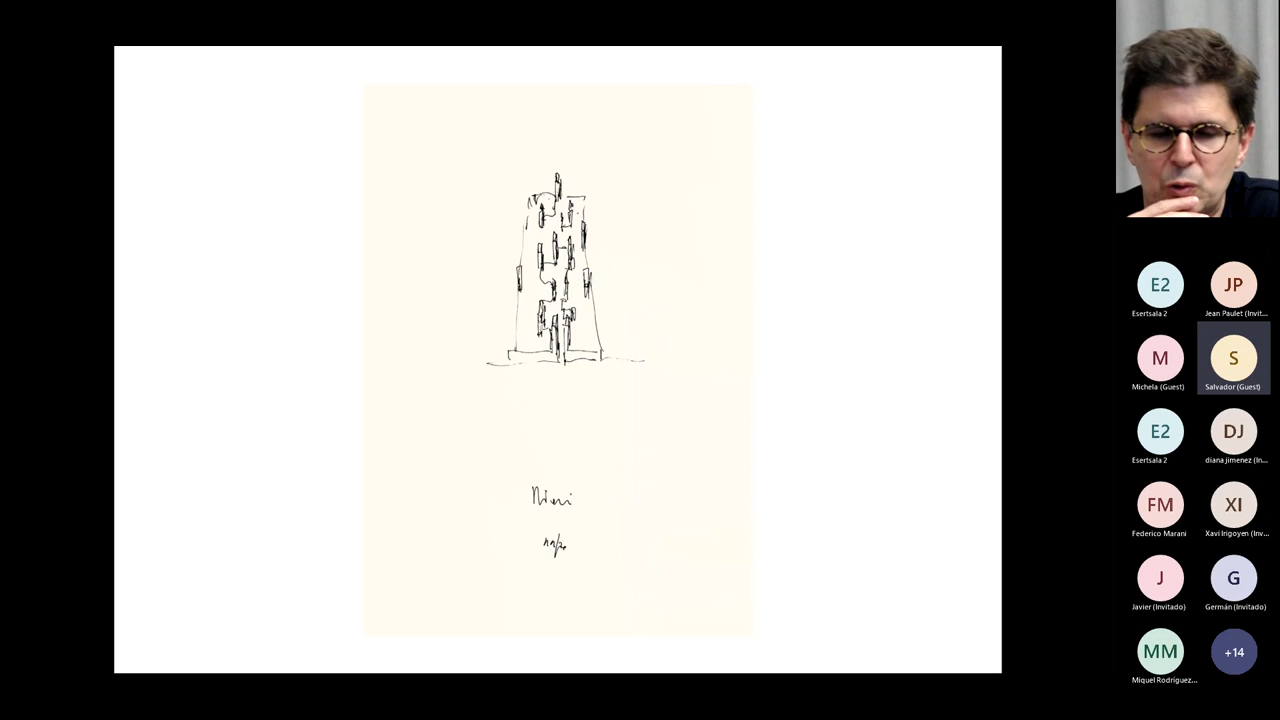 E2
Esertsala 2
JP
Jean Paulet (Invit...
M
Michela (Guest)
S
Salvador (Guest)
E2
Esertsala 2
DJ
diana jimenez (In...
FM
Federico Marani
XI
Xavi Irigoyen (Inv...
J
Javier (Invitado)
G
Germán (Invitado)
MM
Miquel Rodríguez...
+14